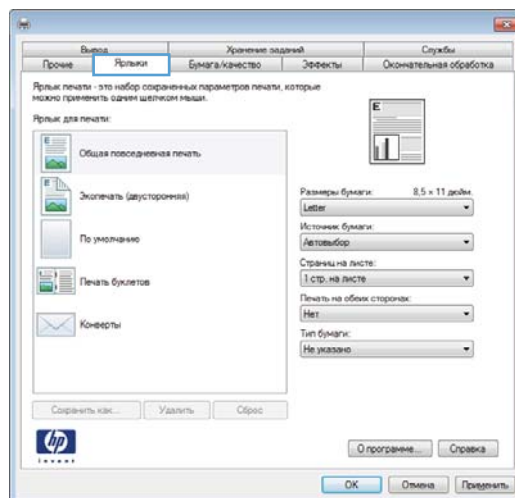 Вывод Хранение заданий Службы
Прочие Ярлыки Бумага/качество Эффекты Окончательная обработка
Ярлык печати - это набор сохраненных параметров печати, которые
можно применить одним щелчком мыши.
Ярлык для печати:
Общая повседневная печать
Экопечать (двусторонняя)
По умолчанию
Печать буклетов
Конверты
Сохранить как... Удалить Сброс
E
Размеры бумаги: 8,5 × 11 дюйм.
Letter
Источник бумаги:
Автовыбор
Страниц на листе:
1 стр. на листе
Печать на обеих сторонах:
Нет
Тип бумаги:
Не указано
hp
invent
О программе... Справка
OK Отмена Применить